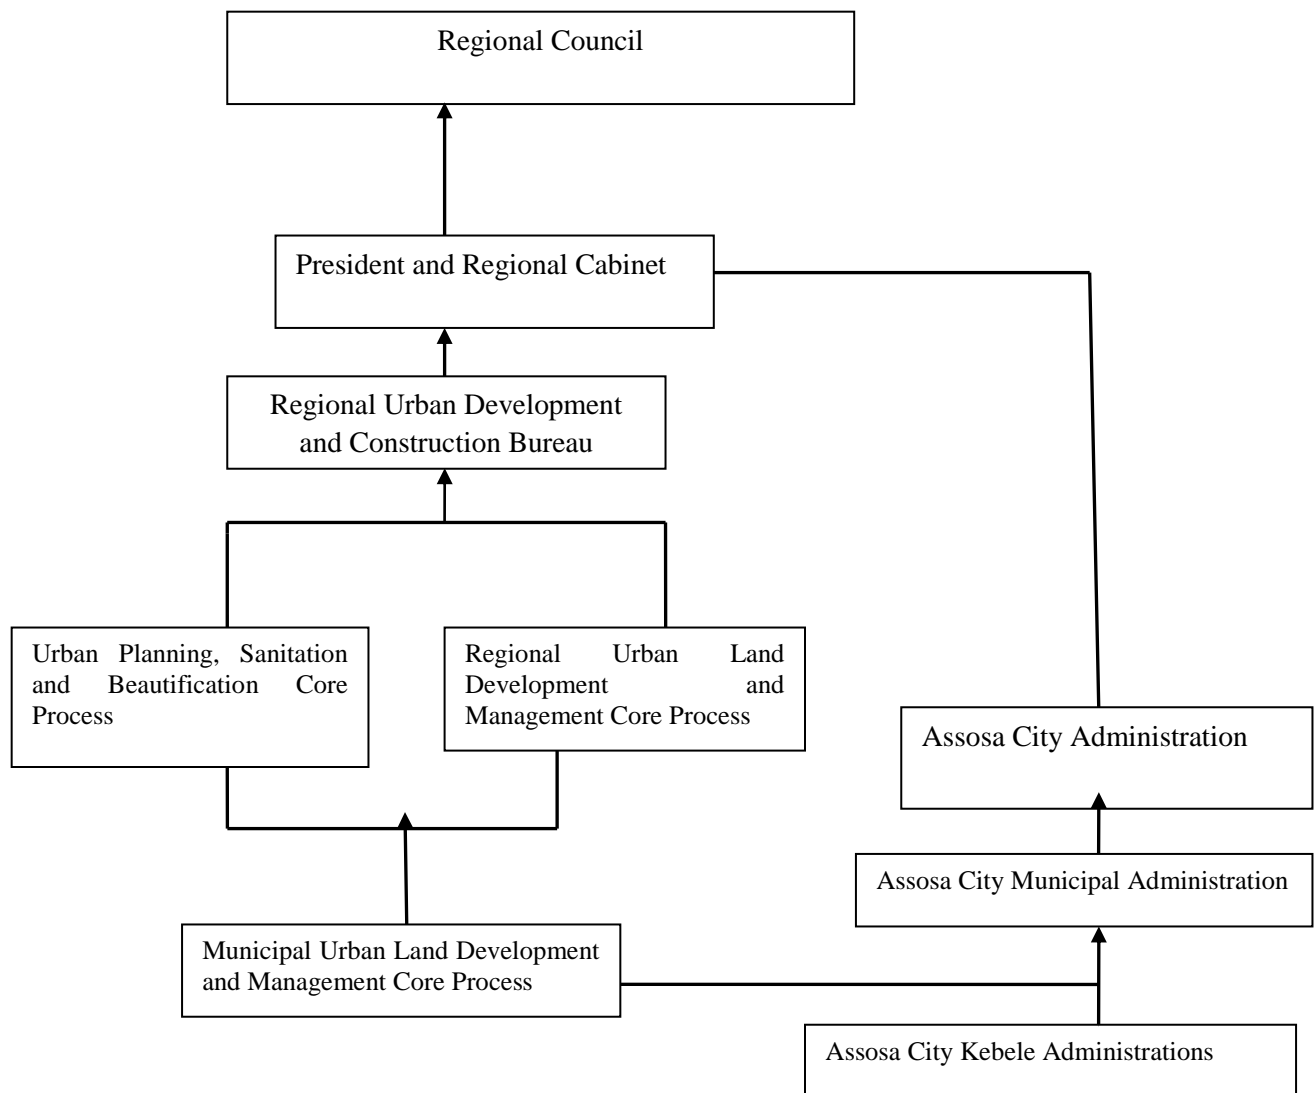 Regional Council
President and Regional Cabinet
Regional Urban Development
and Construction Bureau
Urban Planning, Sanitation
and Beautification Core
Process
Regional Urban Land
Development and
Management Core Process
Assosa City Administration
Assosa City Municipal Administration
Municipal Urban Land Development
and Management Core Process
Assosa City Kebele Administrations